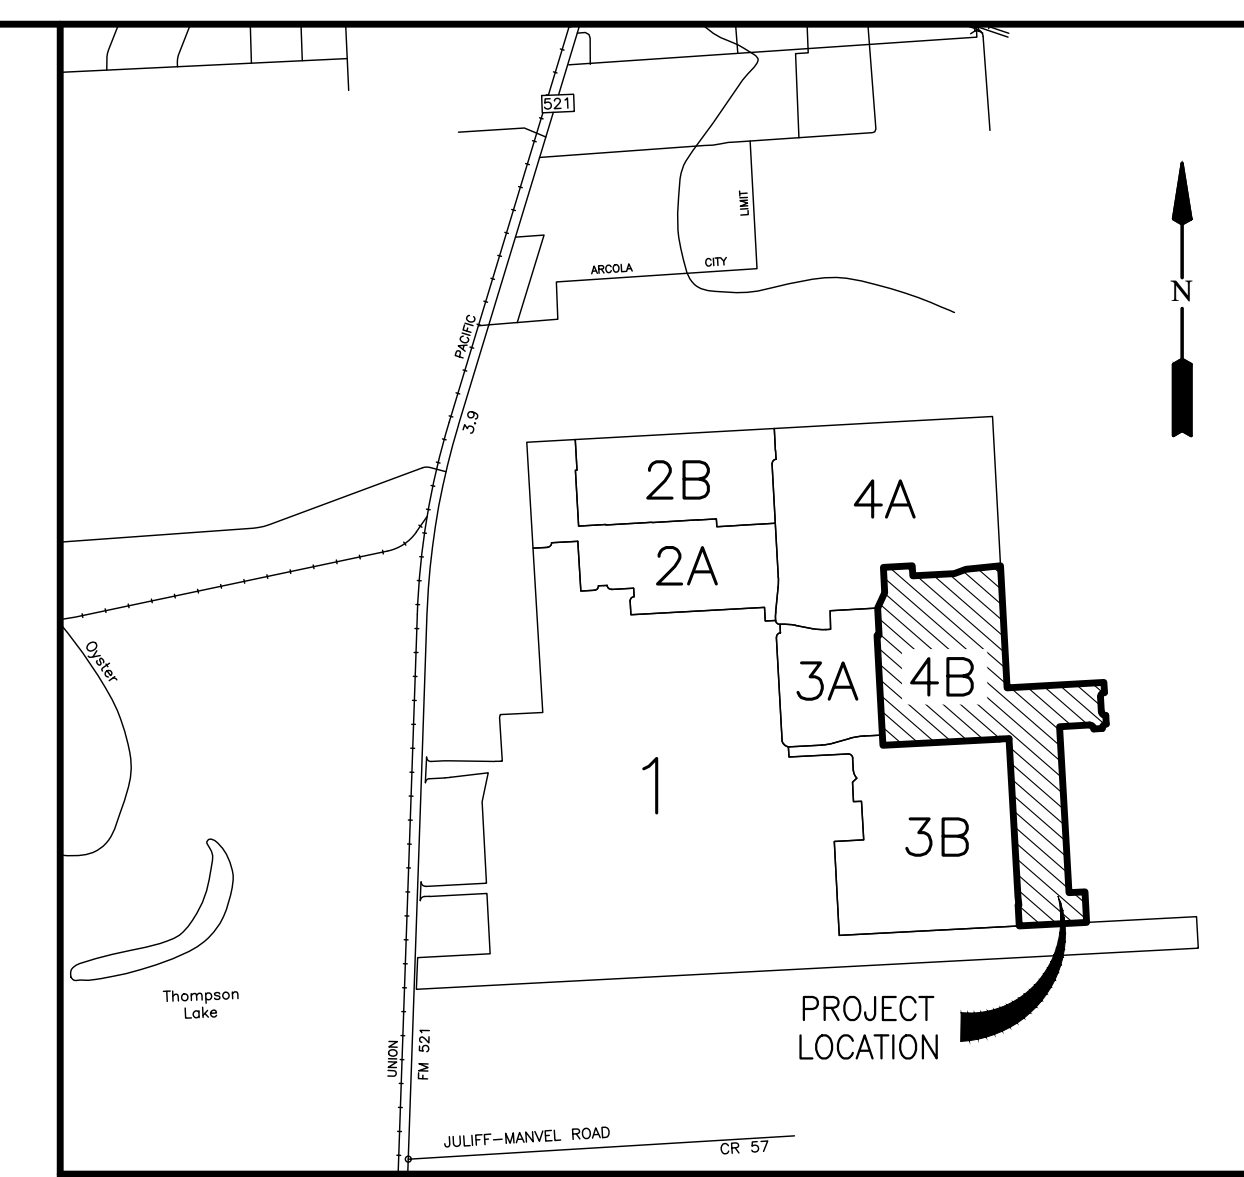 521
LIMIT
ARCOLA CITY
N
PACIFIC
3.9
2B
4A
2A
Oyster
3A
4B
1
3B
Thompson
Lake
PROJECT
LOCATION
UNION
FM 521
JULIFF-MANVEL ROAD
CR 57